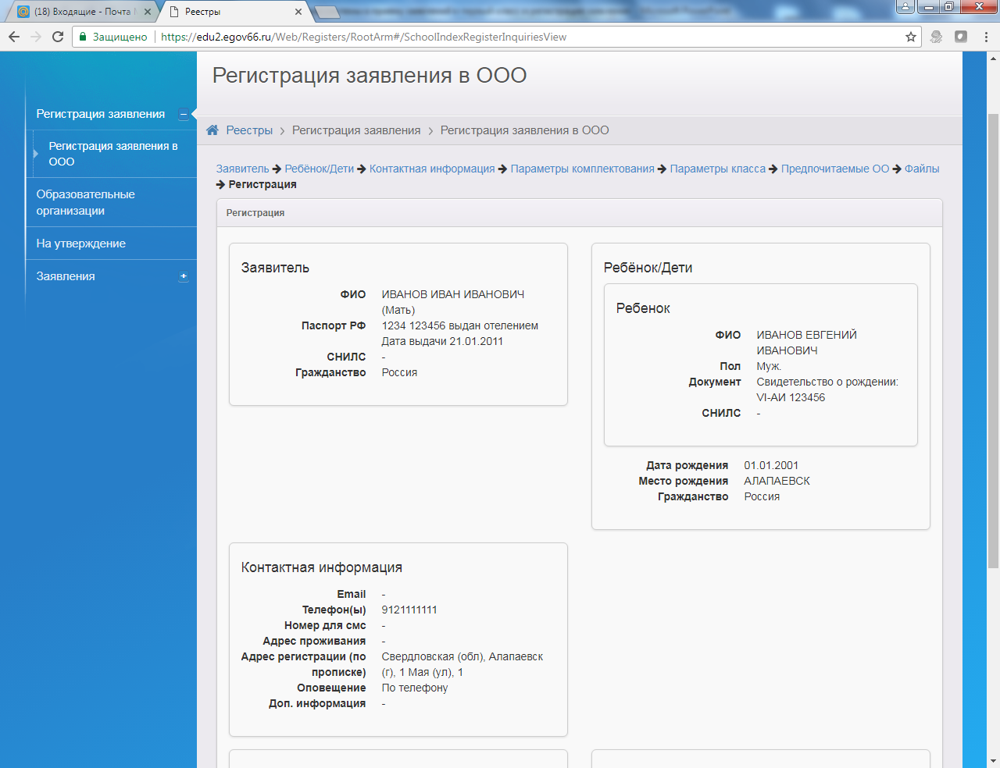 (18) Входящие - Почта
Реестры
Защищено
https://edu2.egov66.ru/Web/Registers/RootArm#/SchoolIndexRegisterInquiriesView
Регистрация заявления в ООО
Регистрация заявления
Регистрация заявления в
ООО
Образовательные
организации
На утверждение
Заявления
Реестры > Регистрация заявления > Регистрация заявления в ООО
Заявитель → Ребёнок/Дети → Контактная информация → Параметры комплектования → Параметры класса → Предпочитаемые ОО → Файлы
→ Регистрация
Регистрация
Заявитель
ФИО ИВАНОВ ИВАН ИВАНОВИЧ
(Мать)
Паспорт РФ 1234 123456 выдан отелением
Дата выдачи 21.01.2011
СНИЛС -
Гражданство Россия
Ребёнок/Дети
Ребенок
ФИО ИВАНОВ ЕВГЕНИЙ
ИВАНОВИЧ
Пол Муж.
Документ Свидетельство о рождении:
VI-АИ 123456
СНИЛС -
Дата рождения 01.01.2001
Место рождения АЛАПАЕВСК
Гражданство Россия
Контактная информация
Email -
Телефон(ы) 9121111111
Номер для смс -
Адрес проживания -
Адрес регистрации (по Свердловская (обл), Алапаевск
прописке) (г), 1 Мая (ул), 1
Оповещение По телефону
Доп. информация -